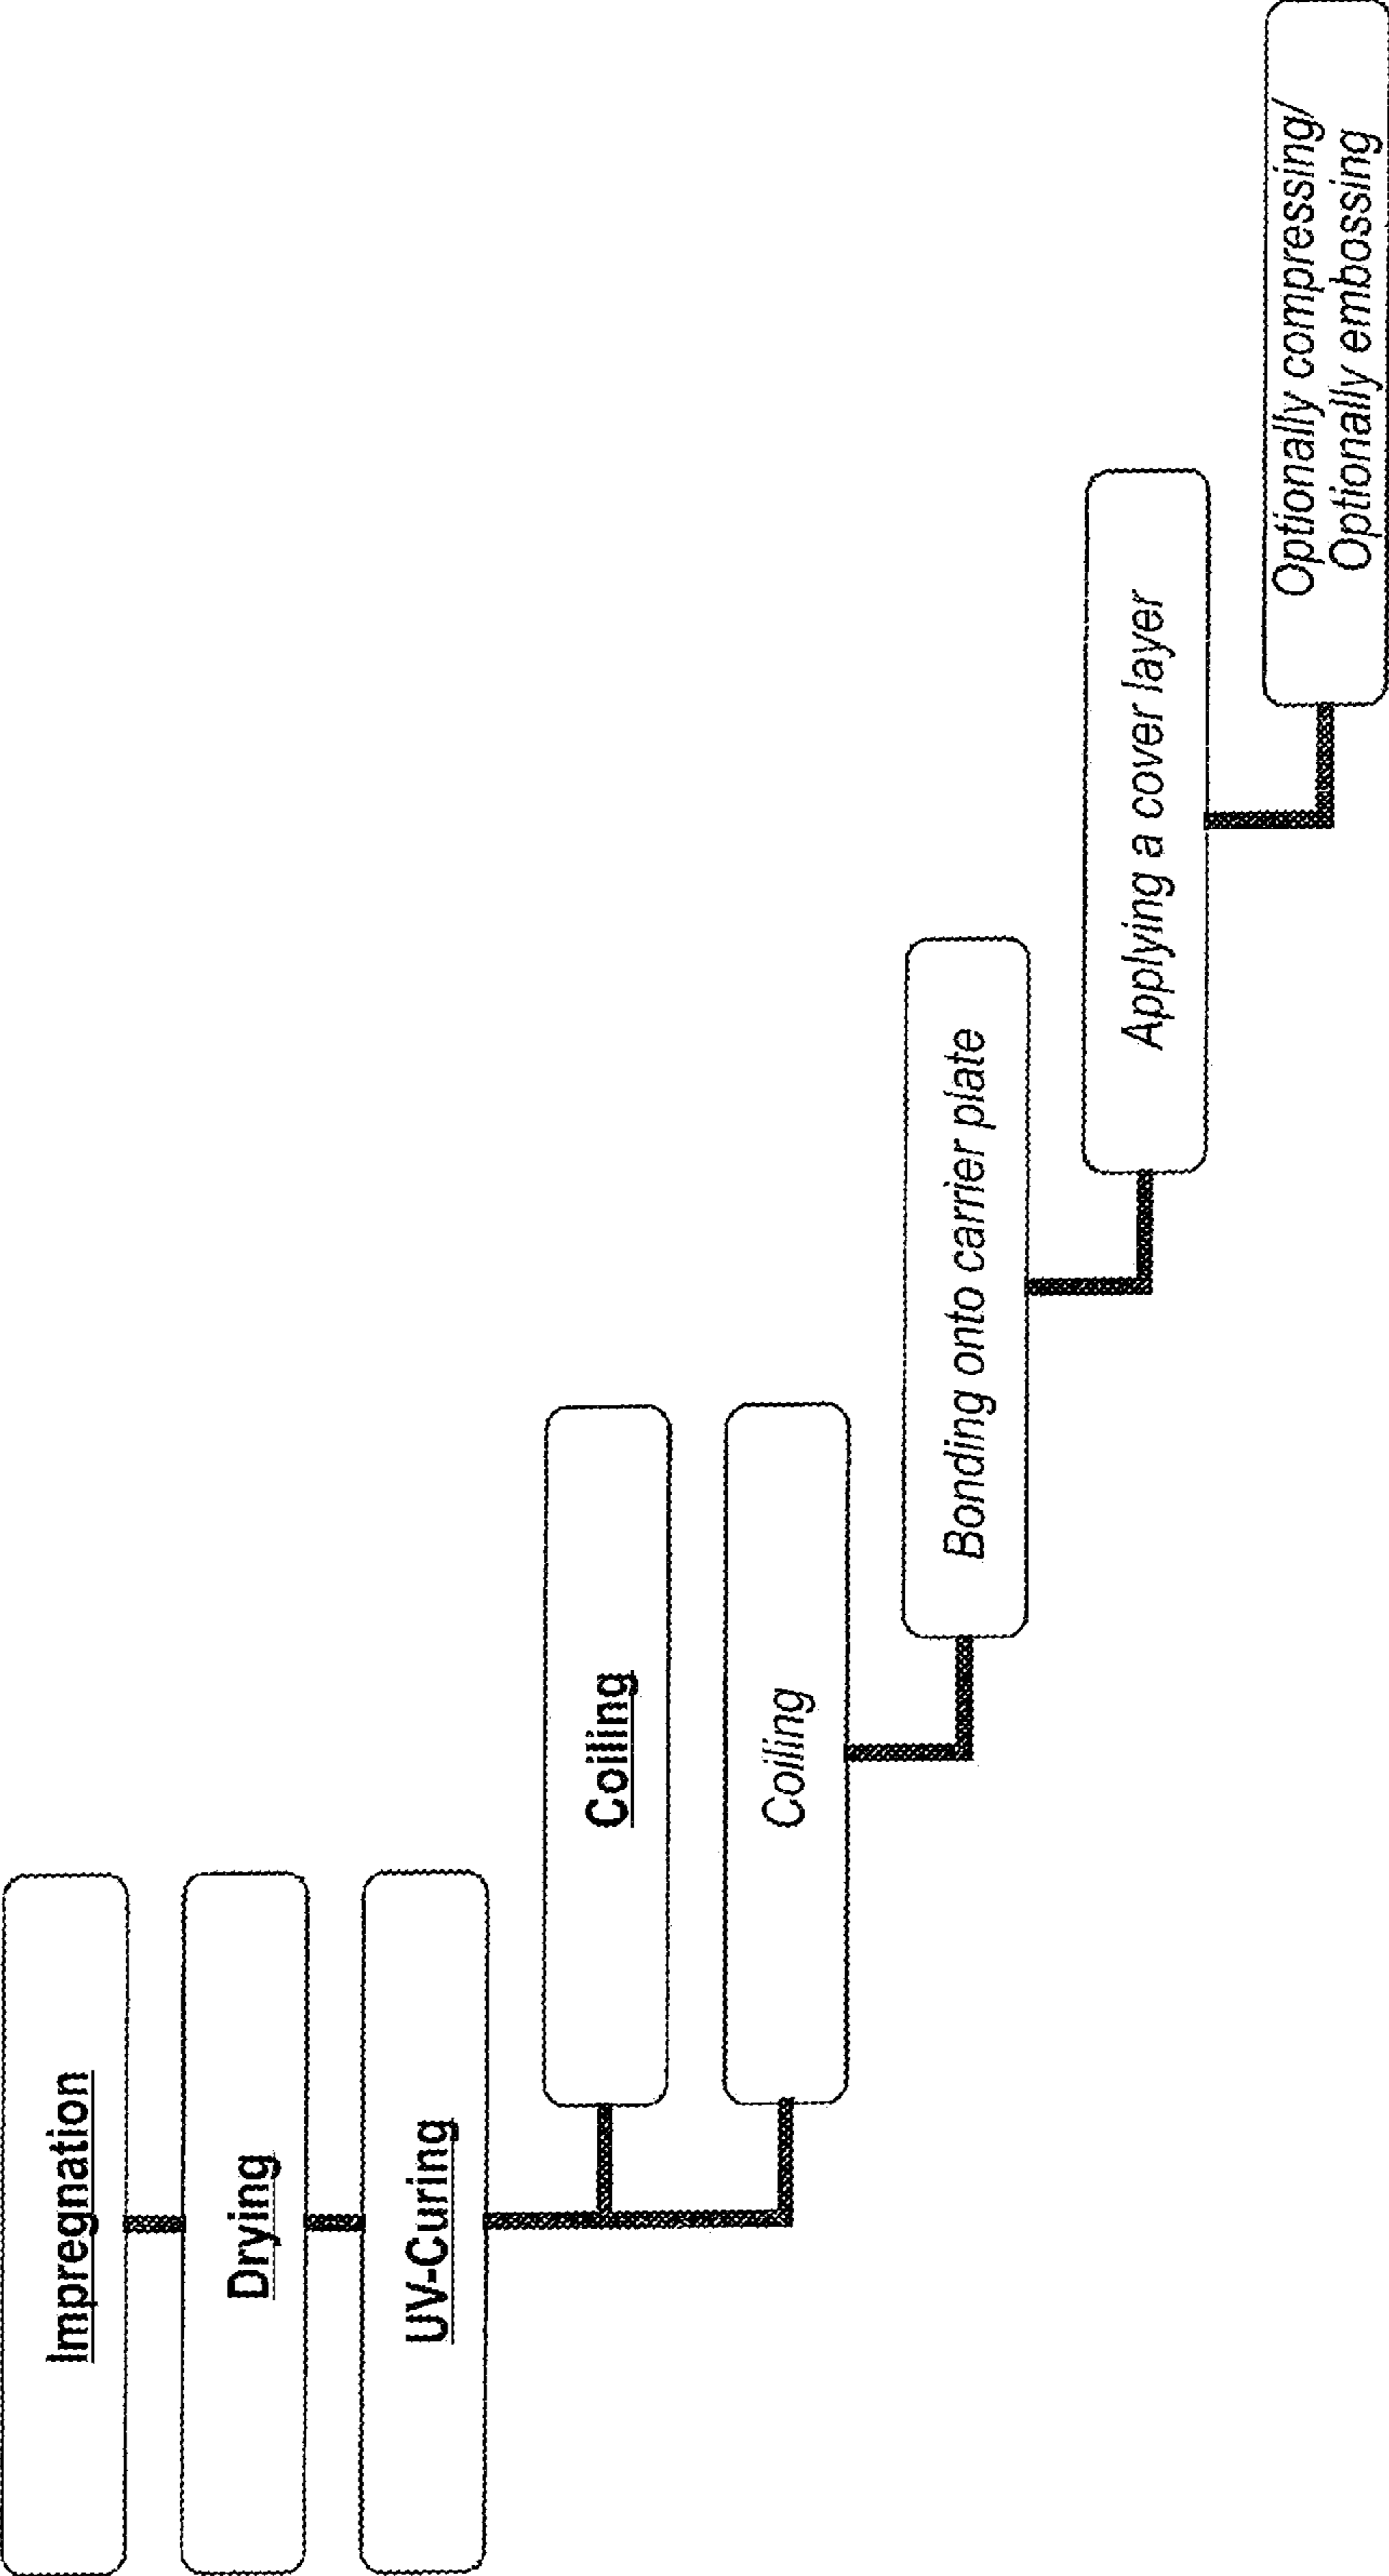 Impregnation
Drying
UV-Curing
Coiling
Coiling
Bonding onto carrier plate
Applying a cover layer
Optionally compressing/
Optionally embossing